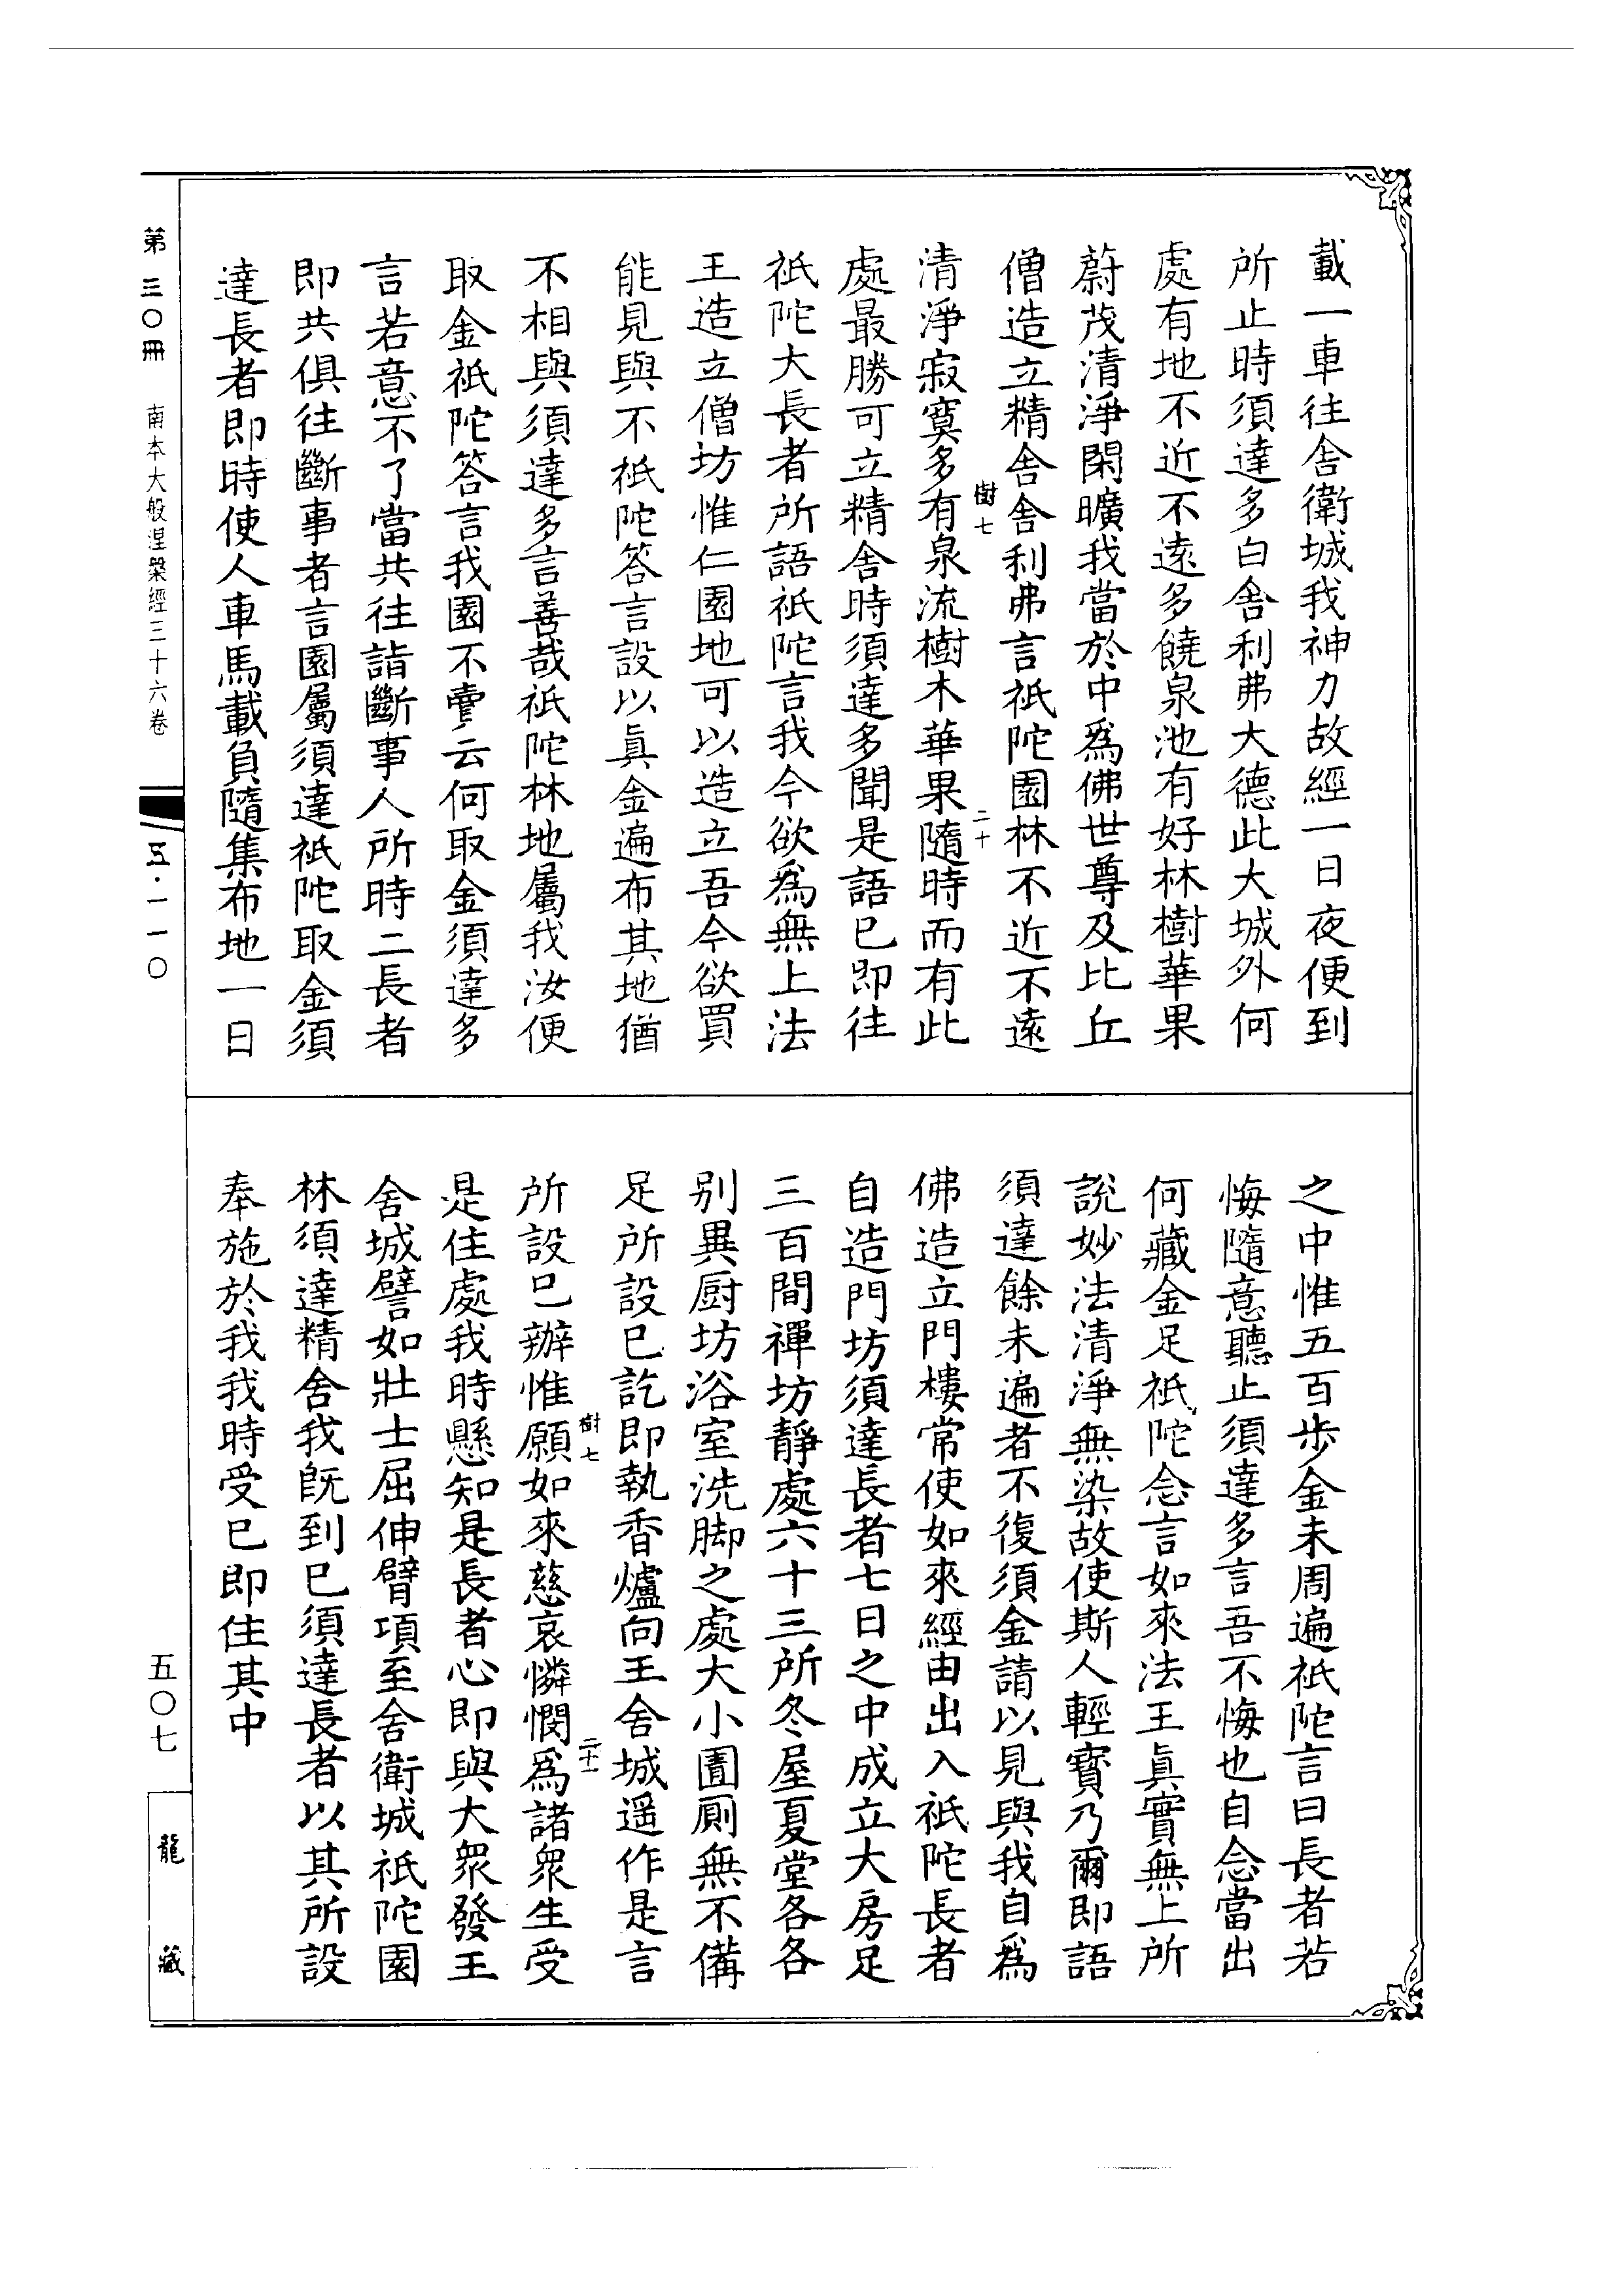 載一車往舍衛城我神力故經一日夜便到
所止時須達多白舍利弗大德此大城外何
處有地不近不遠多饒泉池有好林樹華果
蔚茂清淨閑曠我當於中爲佛世尊及比丘
僧造立精舍舍利弗言祇陀園林不近不遠
樹七
二十
清淨寂寞多有泉流樹木華果隨時而有此
處最勝可立精舍時須達多聞是語已即往
祇陀大長者所語祇陀言我今欲爲無上法
王造立僧坊惟仁園地可以造立吾今欲買
能見與不祇陀答言設以眞金遍布其地猶
不相與須達多言善哉祇陀林地屬我汝便
取金祇陀答言我園不賣云何取金須達多
言若意不了當共往詣斷事人所時二長者
即共俱往斷事者言園屬須達祇陀取金須
達長者即時使人車馬載負隨集布地一日
之中惟五百步金未周遍祇陀言曰長者若
悔隨意聽止須達多言吾不悔也自念當出
何藏金足祇陀念言如來法王眞實無上所
說妙法清淨無染故使斯人輕寶乃爾即語
須達餘未遍者不復須金請以見與我自爲
佛造立門樓常使如來經由出入祇陀長者
自造門坊須達長者七日之中成立大房足
三百間禪坊靜處六十三所冬屋夏堂各各
別異厨坊浴室洗脚之處大小圊厠無不備
足所設已訖即執香爐向王舍城遥作是言
樹七
二十一
所設已辦惟願如來慈哀憐憫爲諸衆生受
是住處我時懸知是長者心即與大衆發王
舍城譬如壯士屈伸臂項至舍衛城祇陀園
林須達精舍我既到已須達長者以其所設
奉施於我我時受已即住其中
第三〇冊 南本大般涅槃經三十六卷
五·一一〇
五〇七
龍藏